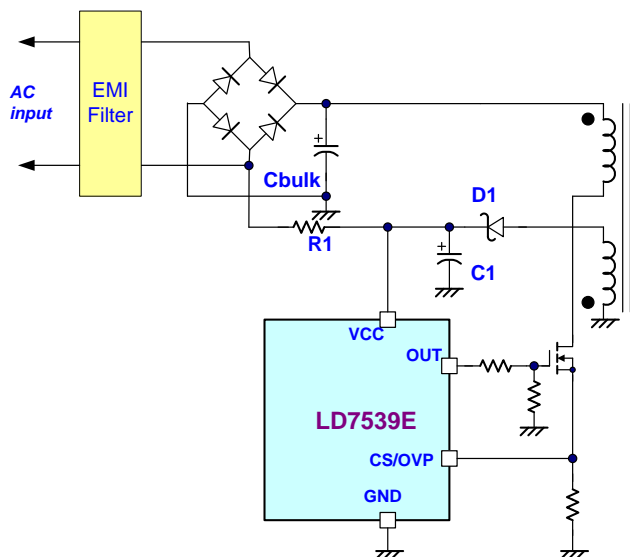 AC
input
EMI
Filter
+
Cbulk
R1
D1
+
C1
VCC
OUT
LD7539E
CS/OVP
GND